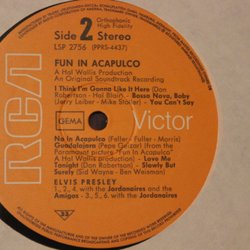 Orthophonic
High Fidelity
Side 2 Stereo
LSP 2756 (PPRS-4437)
FUN IN ACAPULCO
A Hal Wallis Production
An Original Soundtrack Recording
I Think I'm Gonna Like It Here (Don
Robertson - Hal Blair) - Bossa Nova, Baby
(Jerry Leiber - Mike Stoller) - You Can't Say
RCA
GEMA
Victor
No In Acapulco (Feller - Fuller - Morris)
Guadalajara (Pepe Guizar) (from the
Paramount picture "Fun In Acapulco"
A Hal Wallis production) - Love Me
Tonight (Don Robertson) - Slowly But
Surely (Sid Wayne - Ben Weisman)
ELVIS PRESLEY
1., 2., 4. with the Jordanaires and the
Amigos - 3., 5., 6. with the Jordanaires
33